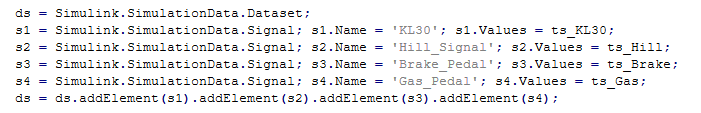 ds = Simulink.SimulationData.Dataset;
s1 = Simulink.SimulationData.Signal; s1.Name = 'KL30'; s1.Values = ts_KL30;
s2 = Simulink.SimulationData.Signal; s2.Name = 'Hill_Signal'; s2.Values = ts_Hill;
s3 = Simulink.SimulationData.Signal; s3.Name = 'Brake_Pedal'; s3.Values = ts_Brake;
s4 = Simulink.SimulationData.Signal; s4.Name = 'Gas_Pedal'; s4.Values = ts_Gas;
ds = ds.addElement(s1).addElement(s2).addElement(s3).addElement(s4);